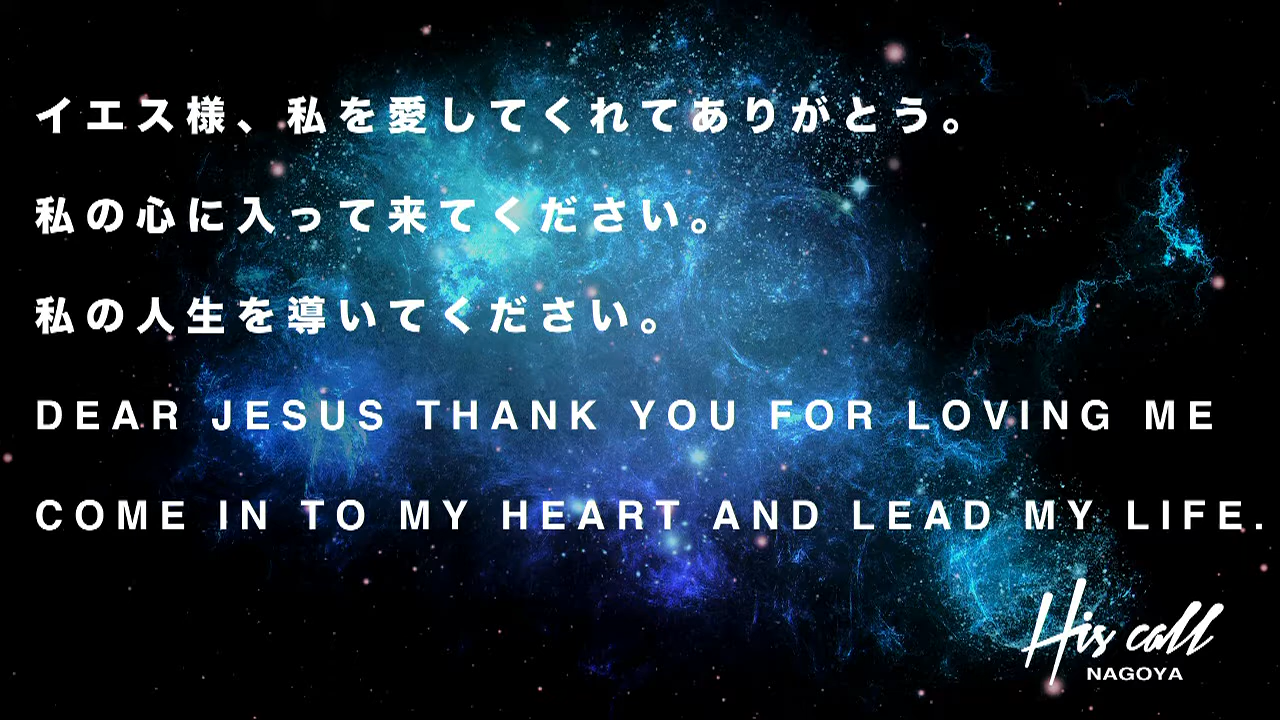 イエス様、私を愛してくれてありがとう。
私の心に入って来てください。
私の人生を導いてください。
DEAR JESUS THANK YOU FOR LOVING ME
COME IN TO MY HEART AND LEAD MY LIFE.
His call
NAGOYA